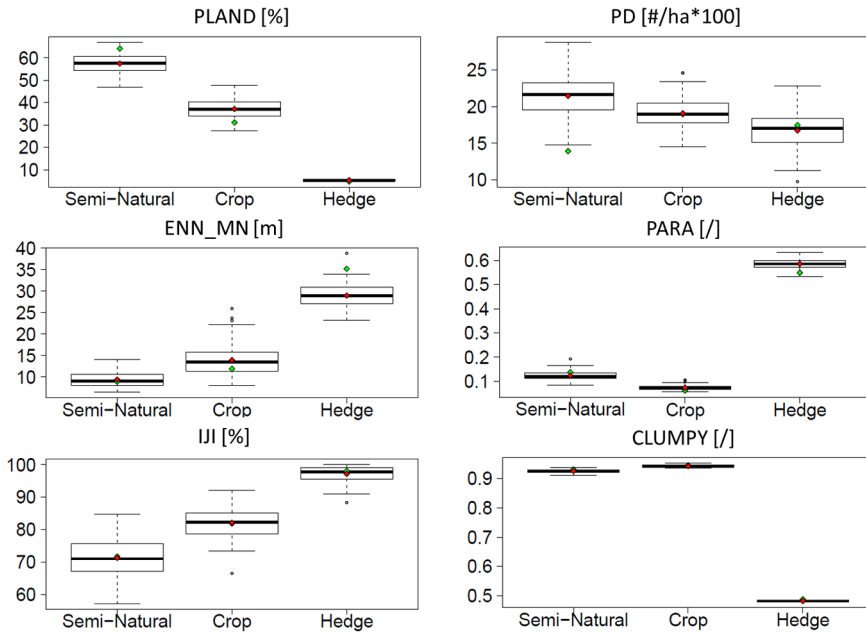 PLAND [%]
60
50
40
30
20
10
Semi−Natural Crop Hedge
PD [#/ha*100]
25
20
15
10
Semi−Natural Crop Hedge
ENN_MN [m]
40
35
30
25
20
15
10
Semi−Natural Crop Hedge
PARA [/]
0.6
0.5
0.4
0.3
0.2
0.1
Semi−Natural Crop Hedge
IJI [%]
100
90
80
70
60
Semi−Natural Crop Hedge
CLUMPY [/]
0.9
0.8
0.7
0.6
0.5
Semi−Natural Crop Hedge